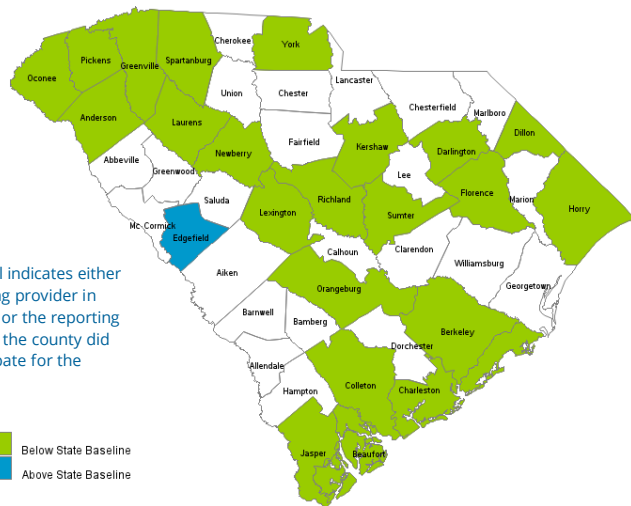 Cherokee
York
Pickens
Spartanburg
Greenville
Oconee
Lancaster
Union
Chester
Chesterfield
Marlboro
Anderson
Laurens
Dillon
Fairfield
Kershaw
Darlington
Newberry
Abbeville
Greenwood
Lee
Florence
Marion
Saluda
Richland
Horry
Lexington
Sumter
Mc Cormick
Edgefield
Calhoun
Clarendon
Williamsburg
Aiken
Georgetown
Orangeburg
Barnwell
Bamberg
Berkeley
Dorchester
Allendale
Colleton
Charleston
Hampton
Jasper
Beaufort
l indicates either
g provider in
or the reporting
the county did
pate for the
Below State Baseline
Above State Baseline